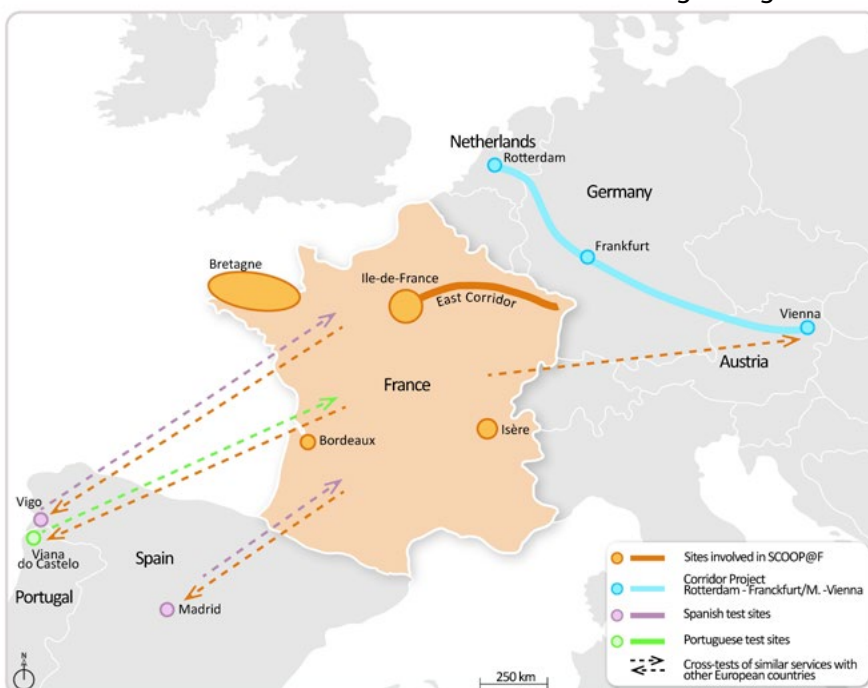 Netherlands
Rotterdam
Germany
Frankfurt
Bretagne
Ile-de-France
East Corridor
Vienna
Austria
France
Isère
Bordeaux
Vigo
Viana
do Castelo
Spain
Portugal
Madrid
Sites involved in SCOOP@F
Corridor Project
Rotterdam - Franckfurt/M. -Vienna
Spanish test sites
Portuguese test sites
Cross-tests of similar services with
other European countries
N
250 km